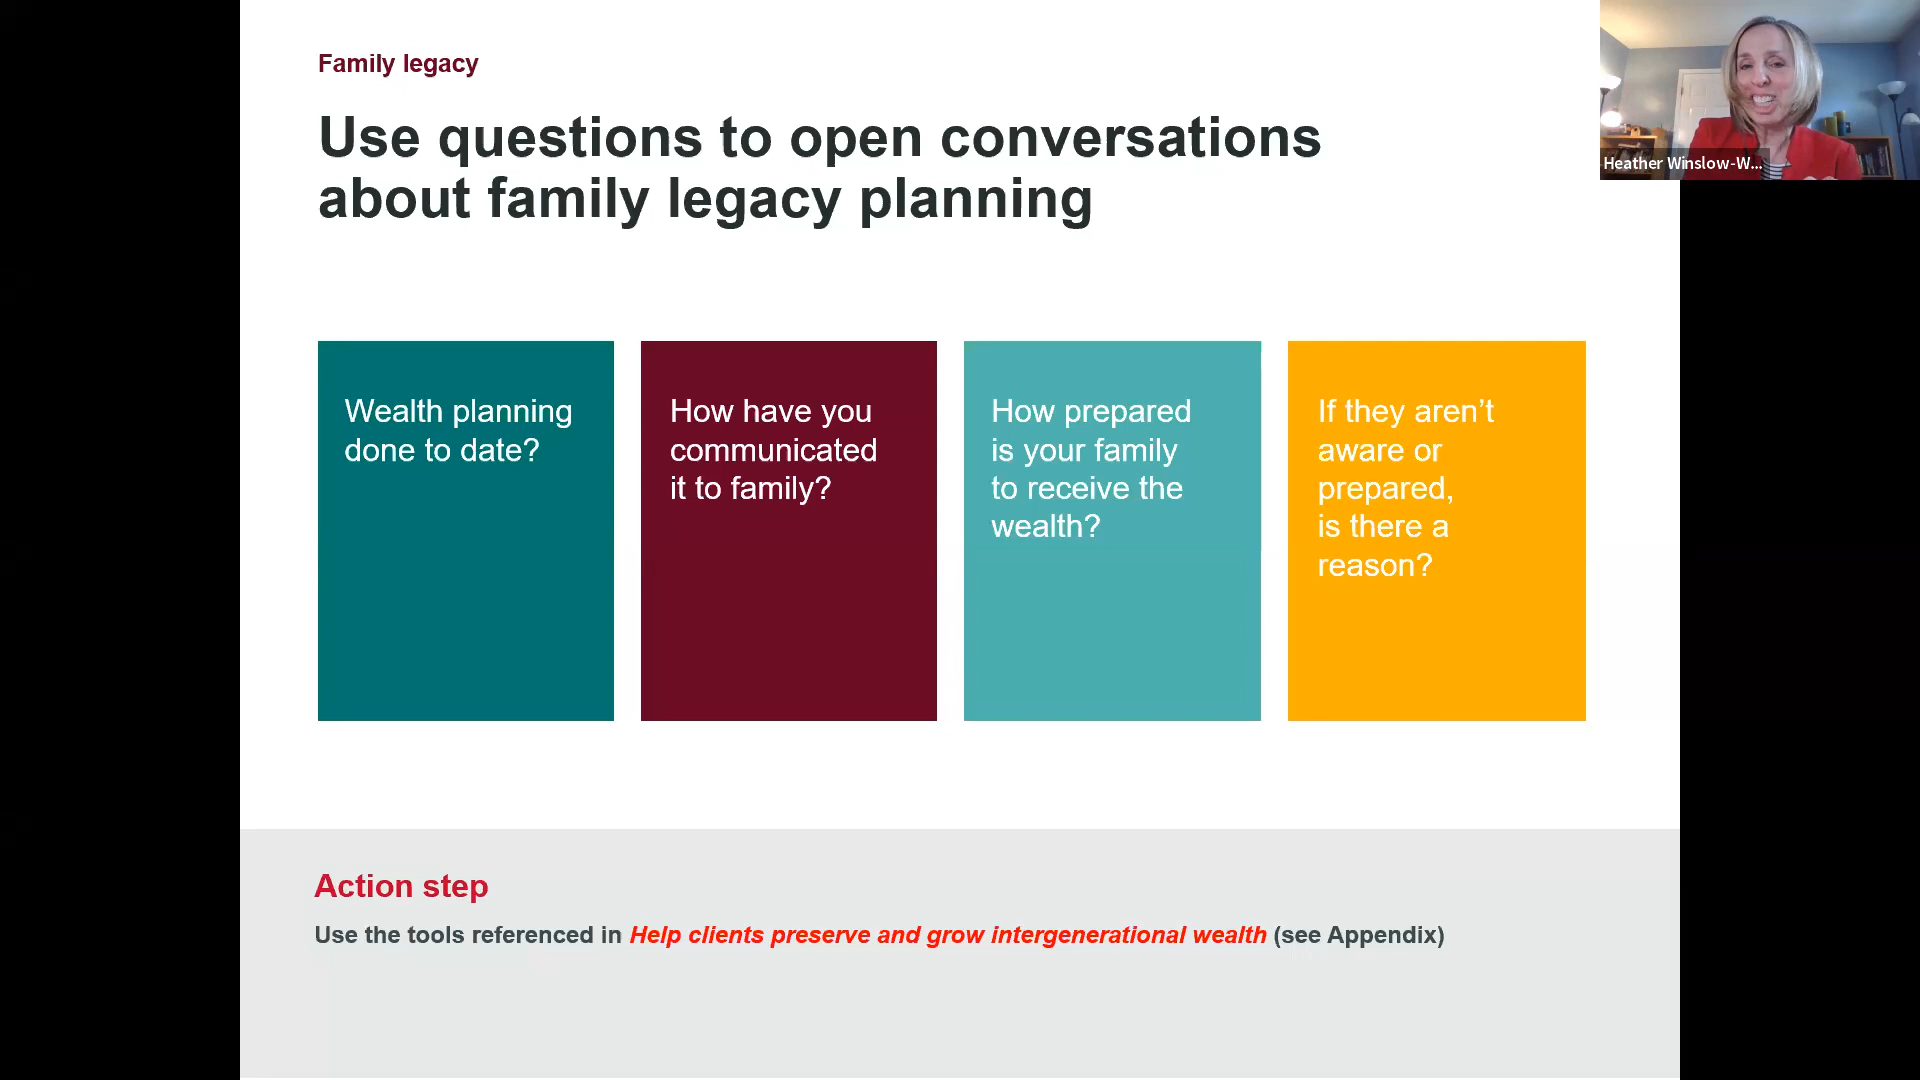 Family legacy
Use questions to open conversations
about family legacy planning
Heather Winslow-W...
Wealth planning
done to date?
How have you
communicated
it to family?
How prepared
is your family
to receive the
wealth?
If they aren’t
aware or
prepared,
is there a
reason?
Action step
Use the tools referenced in Help clients preserve and grow intergenerational wealth (see Appendix)